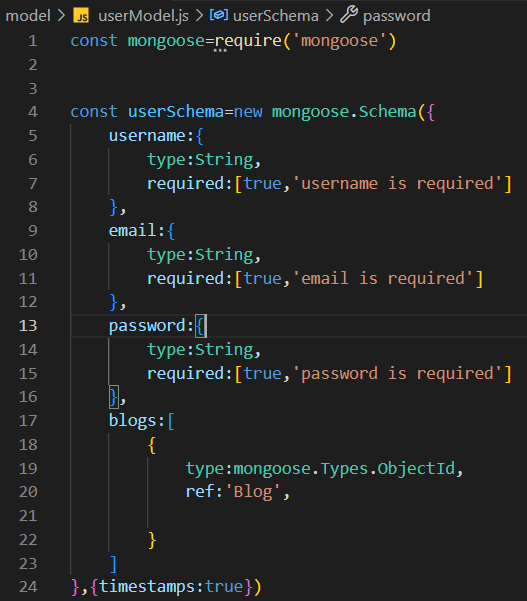 model > JS userModel.js > userSchema > password
1 const mongoose=require('mongoose')
2
3
4 const userSchema=new mongoose.Schema({
5     username:{
6         type:String,
7         required:[true,'username is required']
8     },
9     email:{
10         type:String,
11         required:[true,'email is required']
12     },
13     password:{
14         type:String,
15         required:[true,'password is required']
16     },
17     blogs:[
18         {
19             type:mongoose.Types.ObjectId,
20             ref:'Blog',
21
22         }
23     ]
24 },{timestamps:true})